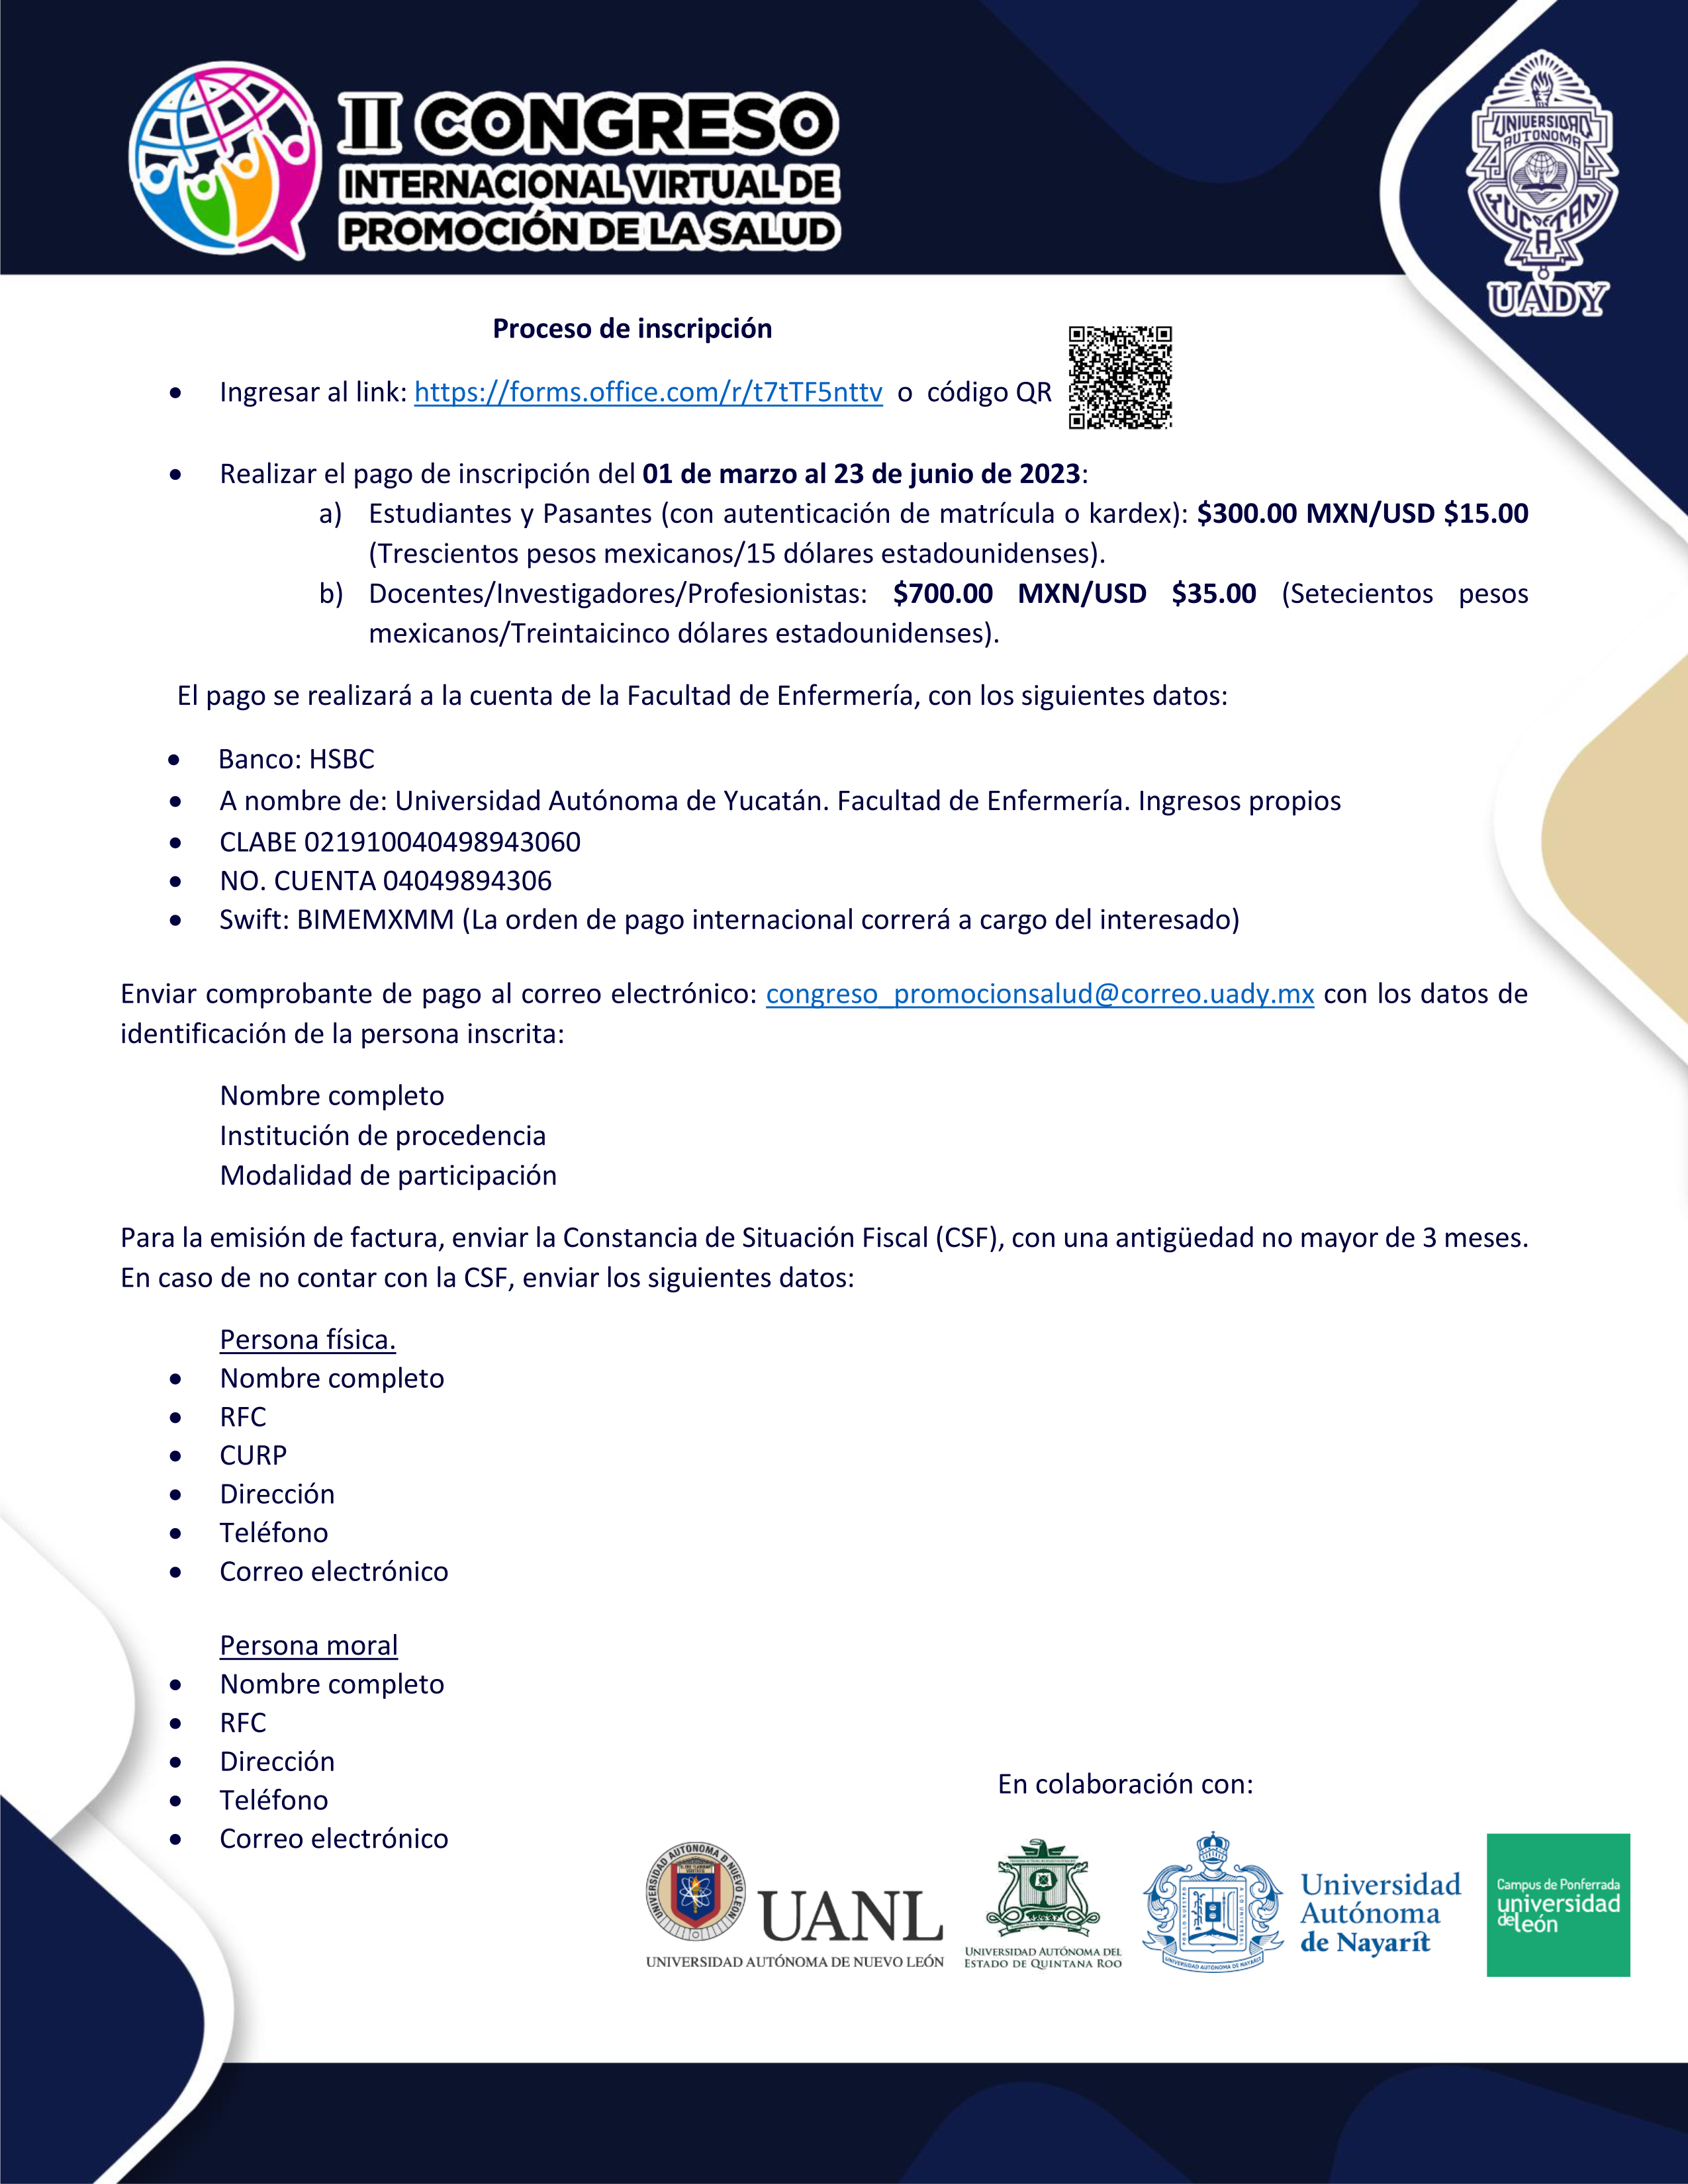 II CONGRESO
INTERNACIONAL VIRTUAL DE
PROMOCIÓN DE LA SALUD
UNIVERSIDAD
AUTONOMA
YUCATAN
UADY
Proceso de inscripción
• Ingresar al link: https://forms.office.com/r/t7tTF5nttv o código QR
• Realizar el pago de inscripción del 01 de marzo al 23 de junio de 2023:
a) Estudiantes y Pasantes (con autenticación de matrícula o kardex): $300.00 MXN/USD $15.00
(Trescientos pesos mexicanos/15 dólares estadounidenses).
b) Docentes/Investigadores/Profesionistas: $700.00 MXN/USD $35.00 (Setecientos pesos
mexicanos/Treintaicinco dólares estadounidenses).
El pago se realizará a la cuenta de la Facultad de Enfermería, con los siguientes datos:
• Banco: HSBC
• A nombre de: Universidad Autónoma de Yucatán. Facultad de Enfermería. Ingresos propios
• CLABE 021910040498943060
• NO. CUENTA 04049894306
• Swift: BIMEMXMM (La orden de pago internacional correrá a cargo del interesado)
Enviar comprobante de pago al correo electrónico: congreso_promocionsalud@correo.uady.mx con los datos de
identificación de la persona inscrita:
Nombre completo
Institución de procedencia
Modalidad de participación
Para la emisión de factura, enviar la Constancia de Situación Fiscal (CSF), con una antigüedad no mayor de 3 meses.
En caso de no contar con la CSF, enviar los siguientes datos:
Persona física.
• Nombre completo
• RFC
• CURP
• Dirección
• Teléfono
• Correo electrónico
Persona moral
• Nombre completo
• RFC
• Dirección
• Teléfono
• Correo electrónico
En colaboración con:
UNIVERSIDAD AUTONOMA D NUEVO LEON
UANL
UNIVERSIDAD AUTÓNOMA DE NUEVO LEÓN
UNIVERSIDAD AUTÓNOMA DEL
ESTADO DE QUINTANA ROO
UNIVERSIDAD AUTÓNOMA DE NAYARIT
Universidad
Autónoma
de Nayarit
Campus de Ponferrada
universidad
de león